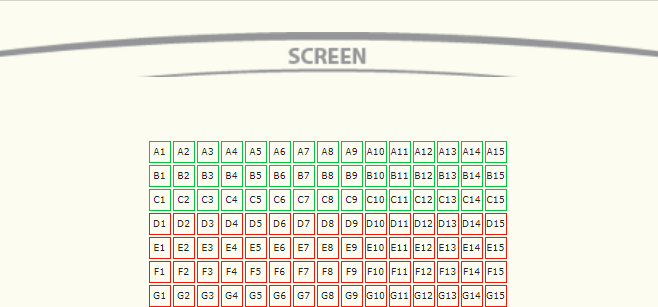 SCREEN
A1 A2 A3 A4 A5 A6 A7 A8 A9 A10 A11 A12 A13 A14 A15
B1 B2 B3 B4 B5 B6 B7 B8 B9 B10 B11 B12 B13 B14 B15
C1 C2 C3 C4 C5 C6 C7 C8 C9 C10 C11 C12 C13 C14 C15
D1 D2 D3 D4 D5 D6 D7 D8 D9 D10 D11 D12 D13 D14 D15
E1 E2 E3 E4 E5 E6 E7 E8 E9 E10 E11 E12 E13 E14 E15
F1 F2 F3 F4 F5 F6 F7 F8 F9 F10 F11 F12 F13 F14 F15
G1 G2 G3 G4 G5 G6 G7 G8 G9 G10 G11 G12 G13 G14 G15